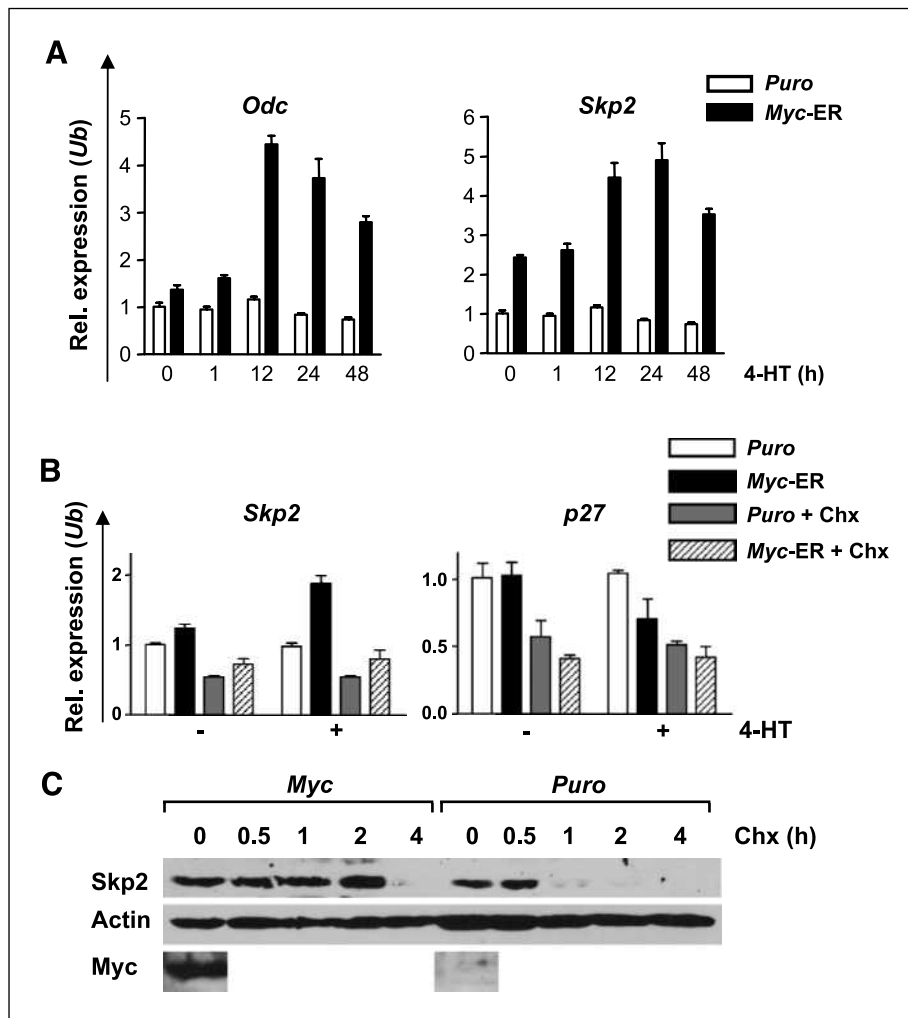 A
Puro
Myc-ER
Odc
Skp2
Rel. expression (Ub)
5
4
3
2
1
0
6
5
4
3
2
1
0
0 1 12 24 48
0 1 12 24 48
4-HT (h)
B
Puro
Myc-ER
Puro + Chx
Myc-ER + Chx
Skp2
p27
Rel. expression (Ub)
2
1
0
1.0
0.5
0.0
- +
- +
4-HT
C
Myc Puro
0 0.5 1 2 4 0 0.5 1 2 4 Chx (h)
Skp2
Actin
Myc